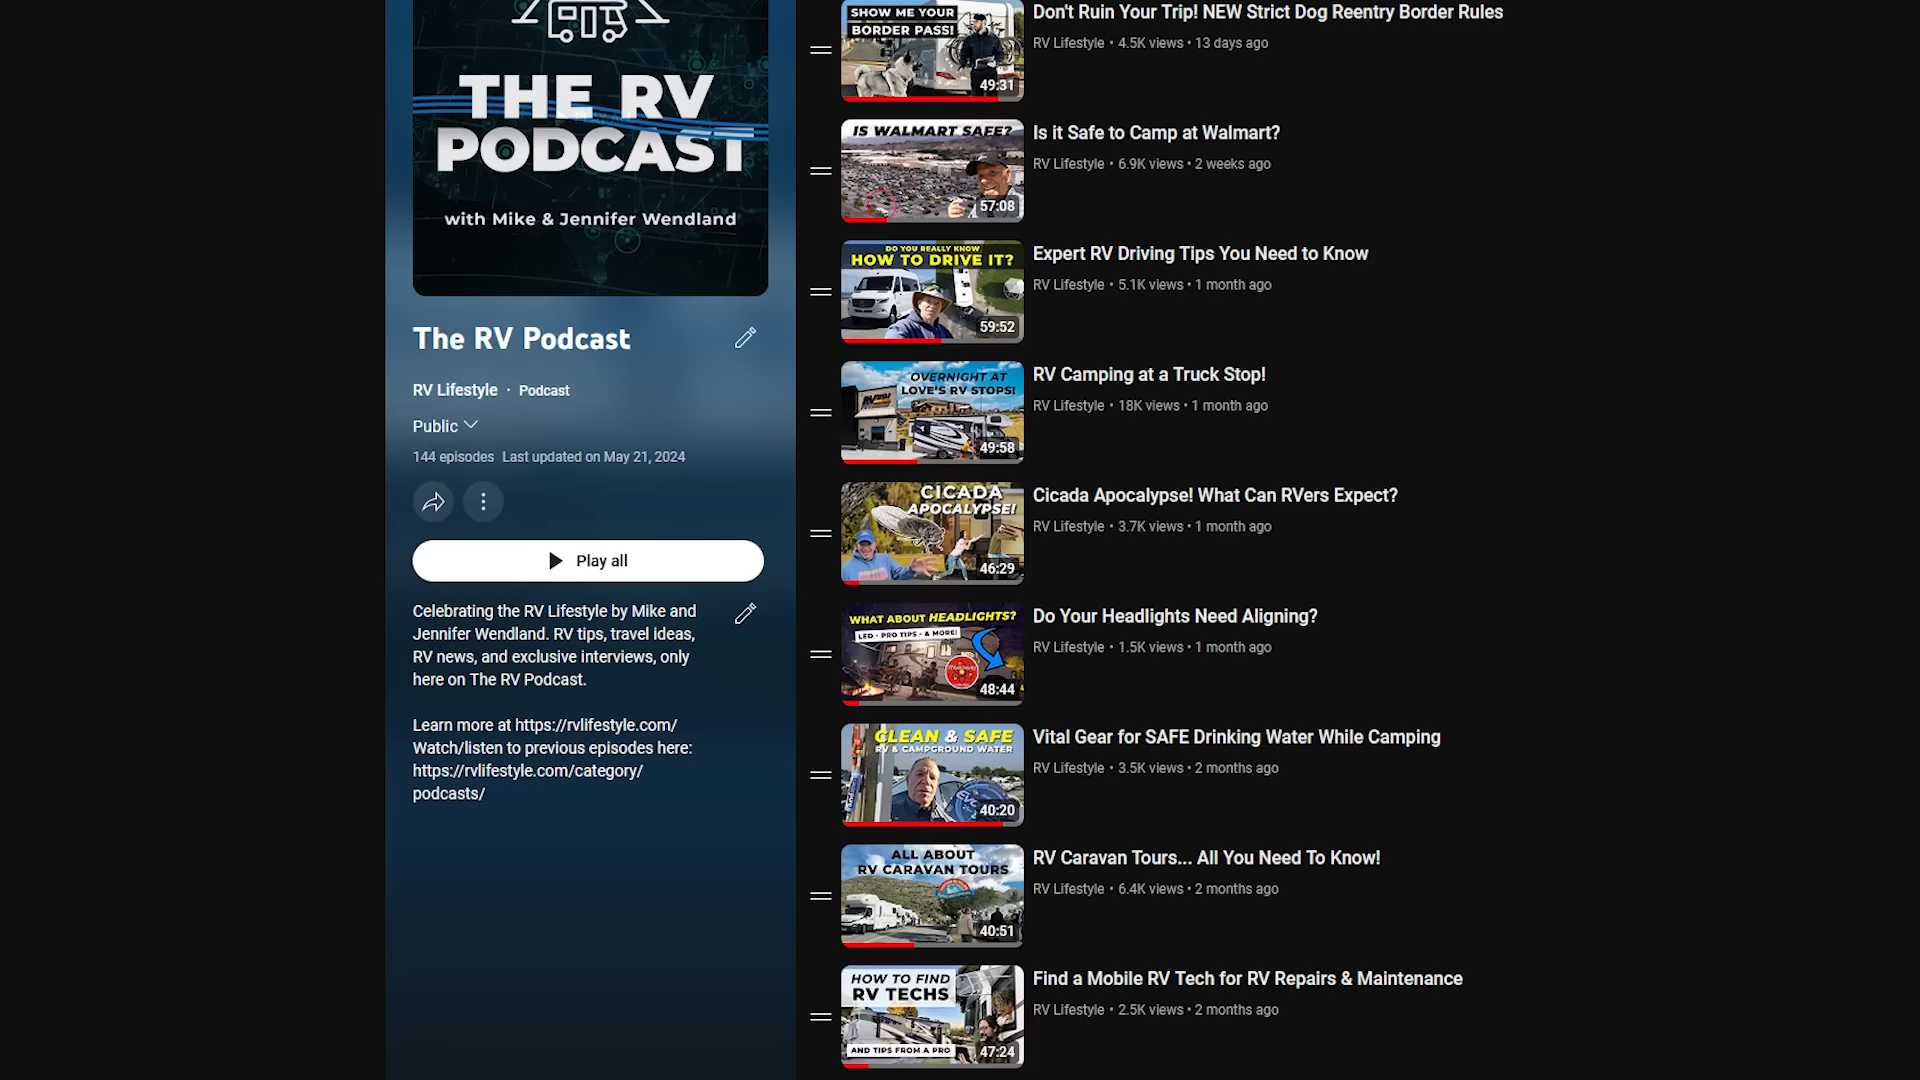 THE RV
PODCAST
with Mike & Jennifer Wendland
The RV Podcast
RV Lifestyle · Podcast
Public
144 episodes Last updated on May 21, 2024
Play all
Celebrating the RV Lifestyle by Mike and
Jennifer Wendland. RV tips, travel ideas,
RV news, and exclusive interviews, only
here on The RV Podcast.
Learn more at https://rvlifestyle.com/
Watch/listen to previous episodes here:
https://rvlifestyle.com/category/
podcasts/
SHOW ME YOUR
BORDER PASS!
49:31
Don't Ruin Your Trip! NEW Strict Dog Reentry Border Rules
RV Lifestyle • 4.5K views • 13 days ago
IS WALMART SAFE?
57:08
Is it Safe to Camp at Walmart?
RV Lifestyle • 6.9K views • 2 weeks ago
DO YOU REALLY KNOW
HOW TO DRIVE IT?
59:52
Expert RV Driving Tips You Need to Know
RV Lifestyle • 5.1K views • 1 month ago
OVERNIGHT AT
LOVE'S RV STOPS!
49:58
RV Camping at a Truck Stop!
RV Lifestyle • 18K views • 1 month ago
CICADA
APOCALYPSE!
46:29
Cicada Apocalypse! What Can RVers Expect?
RV Lifestyle • 3.7K views • 1 month ago
WHAT ABOUT HEADLIGHTS?
LED - PRO TIPS - & MORE!
48:44
Do Your Headlights Need Aligning?
RV Lifestyle • 1.5K views • 1 month ago
CLEAN & SAFE
RV & CAMPGROUND WATER
40:20
Vital Gear for SAFE Drinking Water While Camping
RV Lifestyle • 3.5K views • 2 months ago
ALL ABOUT
RV CARAVAN TOURS
40:51
RV Caravan Tours... All You Need To Know!
RV Lifestyle • 6.4K views • 2 months ago
HOW TO FIND
RV TECHS
AND TIPS FROM A PRO
47:24
Find a Mobile RV Tech for RV Repairs & Maintenance
RV Lifestyle • 2.5K views • 2 months ago